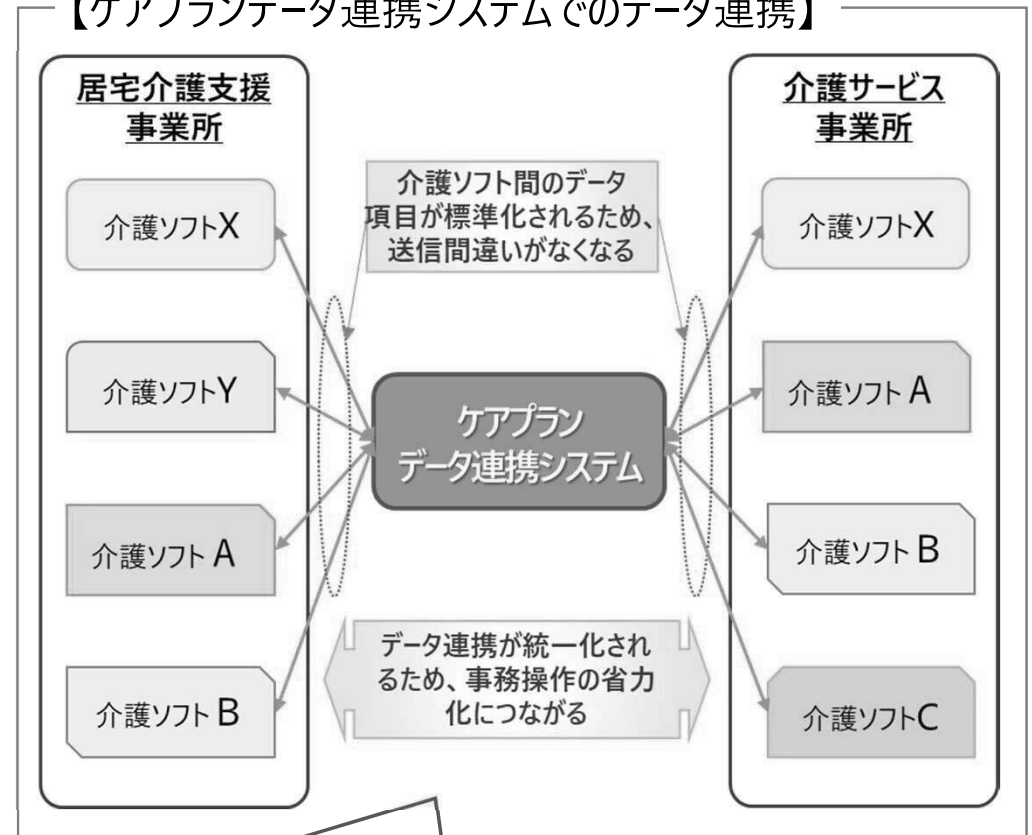 【ケアプランデータ連携システムでのデータ連携】
居宅介護支援
事業所
介護ソフトX
介護ソフトY
介護ソフト A
介護ソフト B
介護ソフト間のデータ
項目が標準化されるため、
送信間違いがなくなる
ケアプラン
データ連携システム
データ連携が統一化され
るため、事務操作の省力
化につながる
介護サービス
事業所
介護ソフトX
介護ソフト A
介護ソフト B
介護ソフトC